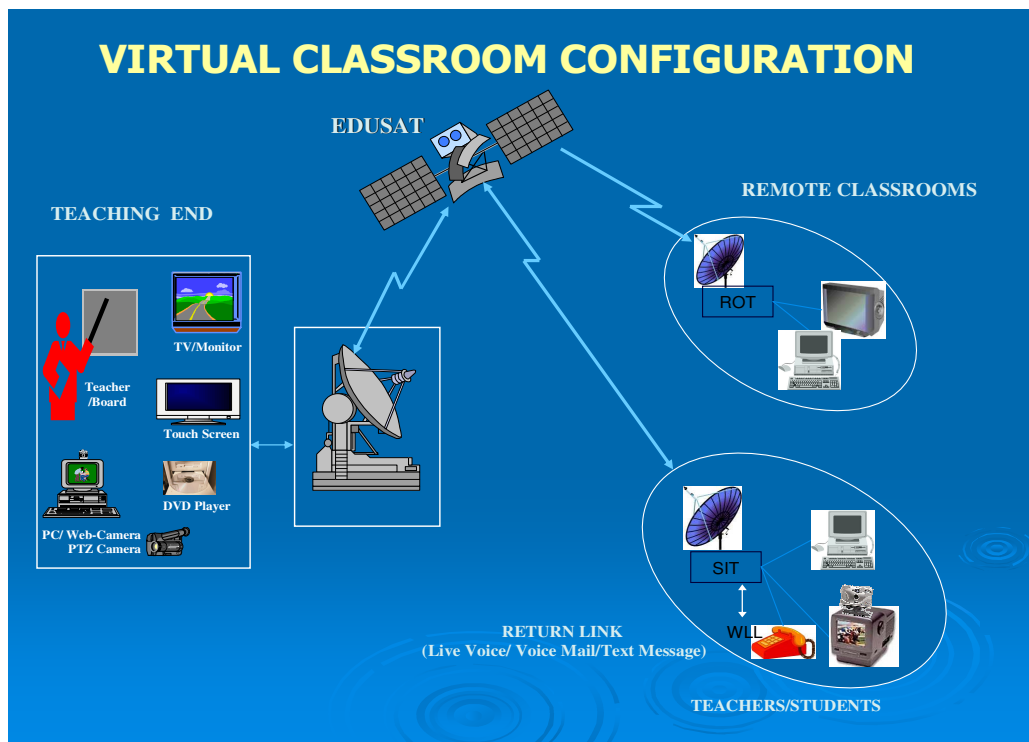 VIRTUAL CLASSROOM CONFIGURATION
EDUSAT
REMOTE CLASSROOMS
TEACHING END
ROT
TV/Monitor
Teacher
/Board
Touch Screen
DVD Player
PC/ Web-Camera
PTZ Camera
SIT
WLL
RETURN LINK
(Live Voice/ Voice Mail/Text Message)
TEACHERS/STUDENTS